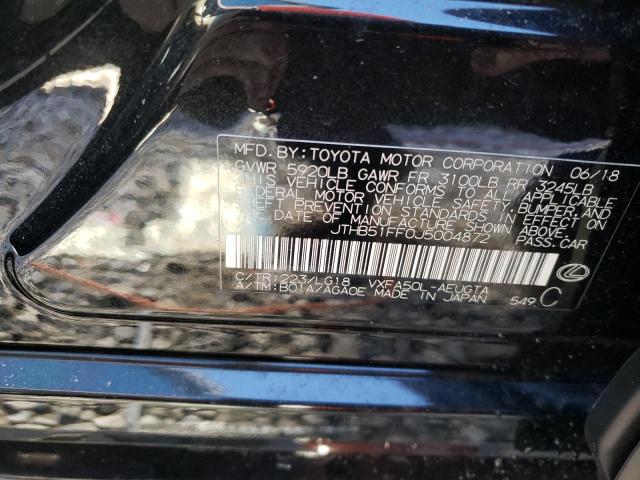 MFD. BY: TOYOTA MOTOR CORPORATION 06/18
GVWR 5920LB GAWR FR 3100LB RR 3245LB
THIS VEHICLE CONFORMS TO ALL APPLICABLE
FEDERAL MOTOR VEHICLE SAFETY, BUMPER, AND
THEFT PREVENTION STANDARDS IN EFFECT ON
THE DATE OF MANUFACTURE SHOWN ABOVE.
JTHB51FF0J5004872 PASS.CAR
C/TR:223/LG18 VXFA50L-AEUGTA
A/TM:B01A/AGA0E MADE IN JAPAN 549 C